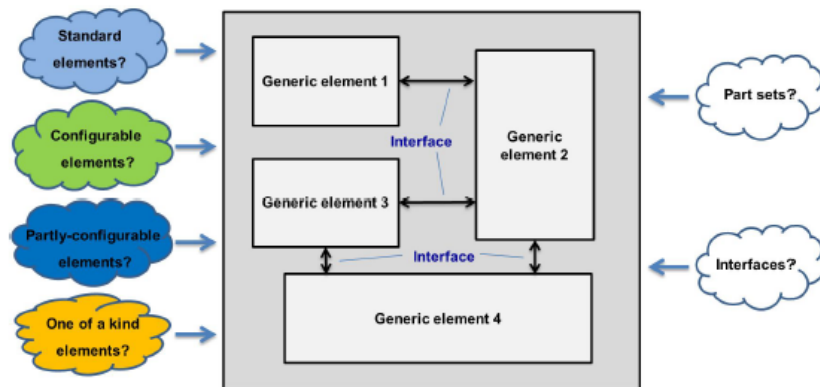 Standard
elements?
Configurable
elements?
Partly-configurable
elements?
One of a kind
elements?
Generic element 1
Interface
Generic
element 2
Generic element 3
Interface
Generic element 4
Part sets?
Interfaces?